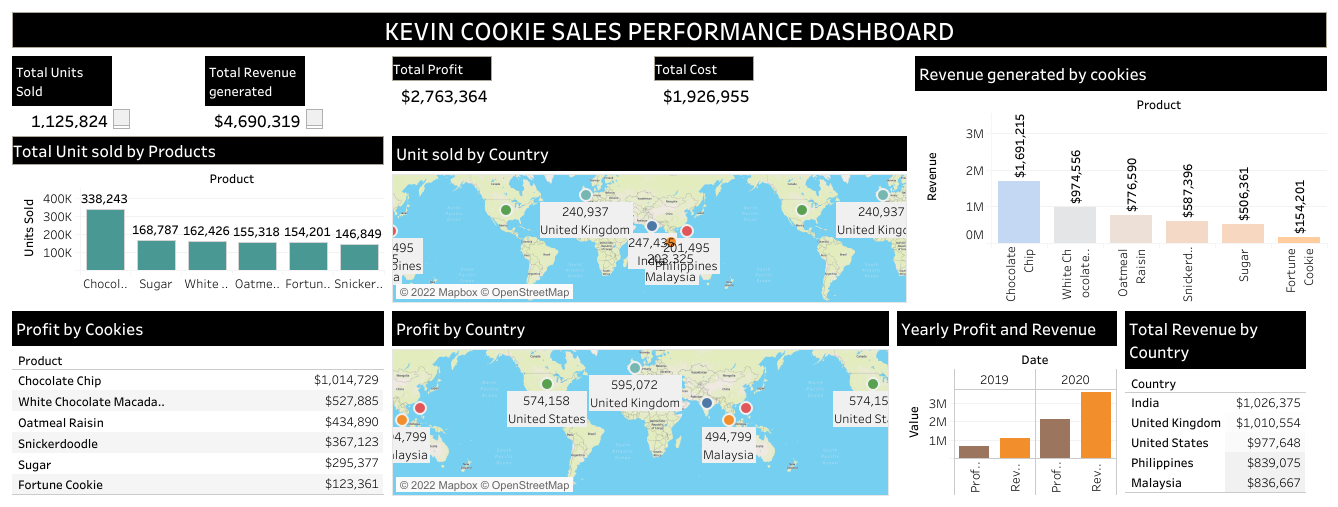 KEVIN COOKIE SALES PERFORMANCE DASHBOARD
Total Units
Sold
1,125,824
Total Revenue
generated
$4,690,319
Total Profit
$2,763,364
Total Cost
$1,926,955
Revenue generated by cookies
Product
Revenue
3M
2M
1M
0M
$1,691,215
$974,556
$776,590
$587,396
$506,361
$154,201
Chocolate
Chip
White Ch
ocolate..
Oatmeal
Raisin
Snickerd..
Sugar
Fortune
Cookie
Total Unit sold by Products
Product
Units Sold
400K
300K
200K
100K
338,243
168,787
162,426
155,318
154,201
146,849
Chocol..
Sugar
White ..
Oatme..
Fortun..
Snicker..
Unit sold by Country
240,937
United Kingdom
240,937
United Kingd
247,435
India
201,495
Philippines
203,325
Malaysia
495
pines
© 2022 Mapbox © OpenStreetMap
Profit by Cookies
Product
Chocolate Chip $1,014,729
White Chocolate Macada.. $527,885
Oatmeal Raisin $434,890
Snickerdoodle $367,123
Sugar $295,377
Fortune Cookie $123,361
Profit by Country
574,158
United States
595,072
United Kingdom
494,799
Malaysia
4,799
laysia
574,15
United St
© 2022 Mapbox © OpenStreetMap
Yearly Profit and Revenue
Date
2019 2020
Value
3M
2M
1M
Prof..
Rev..
Prof..
Rev..
Total Revenue by
Country
Country
India $1,026,375
United Kingdom $1,010,554
United States $977,648
Philippines $839,075
Malaysia $836,667